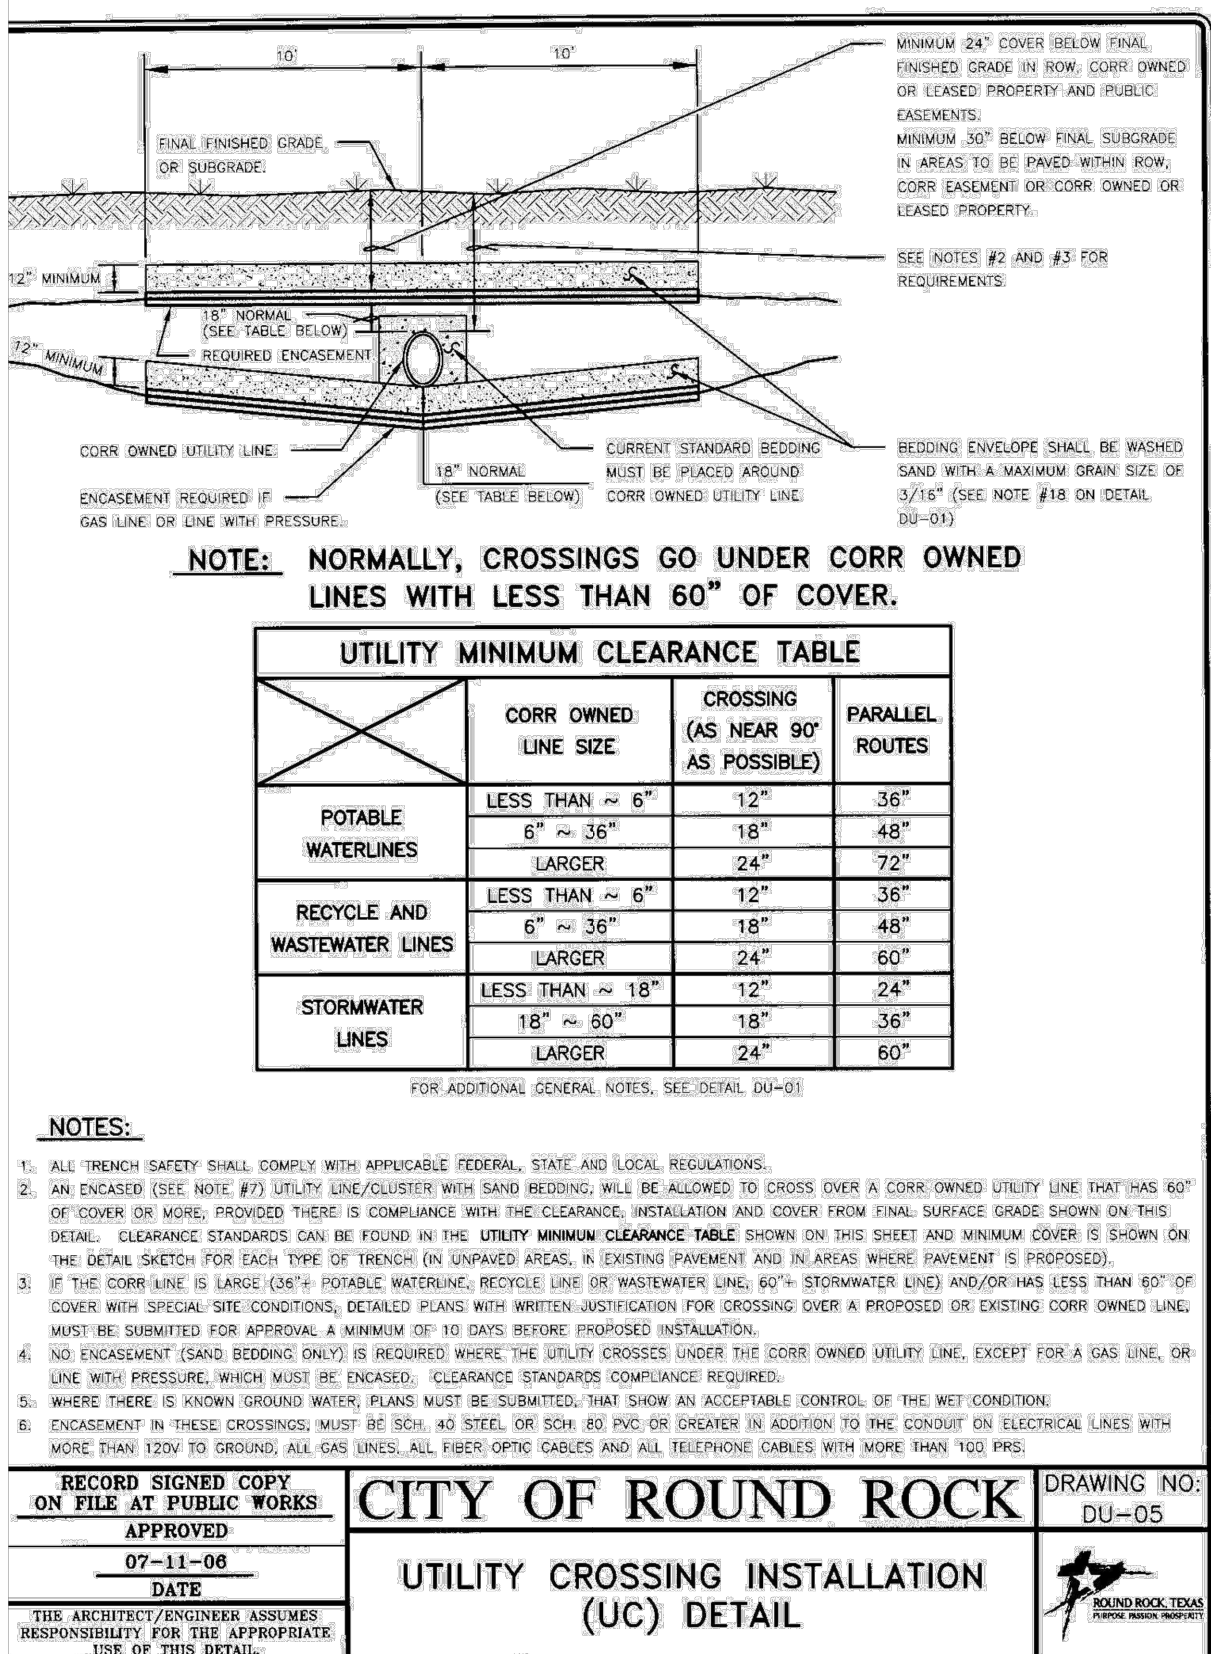 10'
10'
MINIMUM 24" COVER BELOW FINAL
FINISHED GRADE IN ROW, CORR OWNED
OR LEASED PROPERTY AND PUBLIC
EASEMENTS.
MINIMUM 30" BELOW FINAL SUBGRADE
IN AREAS TO BE PAVED WITHIN ROW,
CORR EASEMENT OR CORR OWNED OR
LEASED PROPERTY.
FINAL FINISHED GRADE
OR SUBGRADE.
SEE NOTES #2 AND #3 FOR
REQUIREMENTS.
12" MINIMUM
18" NORMAL
(SEE TABLE BELOW)
REQUIRED ENCASEMENT
12" MINIMUM
CORR OWNED UTILITY LINE.
ENCASEMENT REQUIRED IF
GAS LINE OR LINE WITH PRESSURE.
18" NORMAL
(SEE TABLE BELOW)
CURRENT STANDARD BEDDING
MUST BE PLACED AROUND
CORR OWNED UTILITY LINE
BEDDING ENVELOPE SHALL BE WASHED
SAND WITH A MAXIMUM GRAIN SIZE OF
3/16" (SEE NOTE #18 ON DETAIL
DU-01)
NOTE: NORMALLY, CROSSINGS GO UNDER CORR OWNED
LINES WITH LESS THAN 60" OF COVER.
UTILITY MINIMUM CLEARANCE TABLE
CORR OWNED
LINE SIZE
CROSSING
(AS NEAR 90°
AS POSSIBLE)
PARALLEL
ROUTES
POTABLE
WATERLINES
LESS THAN ~ 6" 12" 36"
6" ~ 36" 18" 48"
LARGER 24" 72"
RECYCLE AND
WASTEWATER LINES
LESS THAN ~ 6" 12" 36"
6" ~ 36" 18" 48"
LARGER 24" 60"
STORMWATER
LINES
LESS THAN ~ 18" 12" 24"
18" ~ 60" 18" 36"
LARGER 24" 60"
FOR ADDITIONAL GENERAL NOTES, SEE DETAIL DU-01
NOTES:
1. ALL TRENCH SAFETY SHALL COMPLY WITH APPLICABLE FEDERAL, STATE AND LOCAL REGULATIONS.
2. AN ENCASED (SEE NOTE #7) UTILITY LINE/CLUSTER WITH SAND BEDDING, WILL BE ALLOWED TO CROSS OVER A CORR OWNED UTILITY LINE THAT HAS 60"
OF COVER OR MORE, PROVIDED THERE IS COMPLIANCE WITH THE CLEARANCE, INSTALLATION AND COVER FROM FINAL SURFACE GRADE SHOWN ON THIS
DETAIL. CLEARANCE STANDARDS CAN BE FOUND IN THE UTILITY MINIMUM CLEARANCE TABLE SHOWN ON THIS SHEET AND MINIMUM COVER IS SHOWN ON
THE DETAIL SKETCH FOR EACH TYPE OF TRENCH (IN UNPAVED AREAS, IN EXISTING PAVEMENT AND IN AREAS WHERE PAVEMENT IS PROPOSED).
3. IF THE CORR LINE IS LARGE (36"+ POTABLE WATERLINE, RECYCLE LINE OR WASTEWATER LINE, 60"+ STORMWATER LINE) AND/OR HAS LESS THAN 60" OF
COVER WITH SPECIAL SITE CONDITIONS, DETAILED PLANS WITH WRITTEN JUSTIFICATION FOR CROSSING OVER A PROPOSED OR EXISTING CORR OWNED LINE,
MUST BE SUBMITTED FOR APPROVAL A MINIMUM OF 10 DAYS BEFORE PROPOSED INSTALLATION.
4. NO ENCASEMENT (SAND BEDDING ONLY) IS REQUIRED WHERE THE UTILITY CROSSES UNDER THE CORR OWNED UTILITY LINE, EXCEPT FOR A GAS LINE, OR
LINE WITH PRESSURE, WHICH MUST BE ENCASED. CLEARANCE STANDARDS COMPLIANCE REQUIRED.
5. WHERE THERE IS KNOWN GROUND WATER, PLANS MUST BE SUBMITTED, THAT SHOW AN ACCEPTABLE CONTROL OF THE WET CONDITION.
6. ENCASEMENT IN THESE CROSSINGS, MUST BE SCH. 40 STEEL OR SCH. 80 PVC OR GREATER IN ADDITION TO THE CONDUIT ON ELECTRICAL LINES WITH
MORE THAN 120V TO GROUND, ALL GAS LINES, ALL FIBER OPTIC CABLES AND ALL TELEPHONE CABLES WITH MORE THAN 100 PRS.
RECORD SIGNED COPY
ON FILE AT PUBLIC WORKS
APPROVED
07-11-06
DATE
THE ARCHITECT/ENGINEER ASSUMES
RESPONSIBILITY FOR THE APPROPRIATE
USE OF THIS DETAIL.
CITY OF ROUND ROCK
UTILITY CROSSING INSTALLATION
(UC) DETAIL
DRAWING NO:
DU-05
ROUND ROCK, TEXAS
PURPOSE. PASSION. PROSPERITY